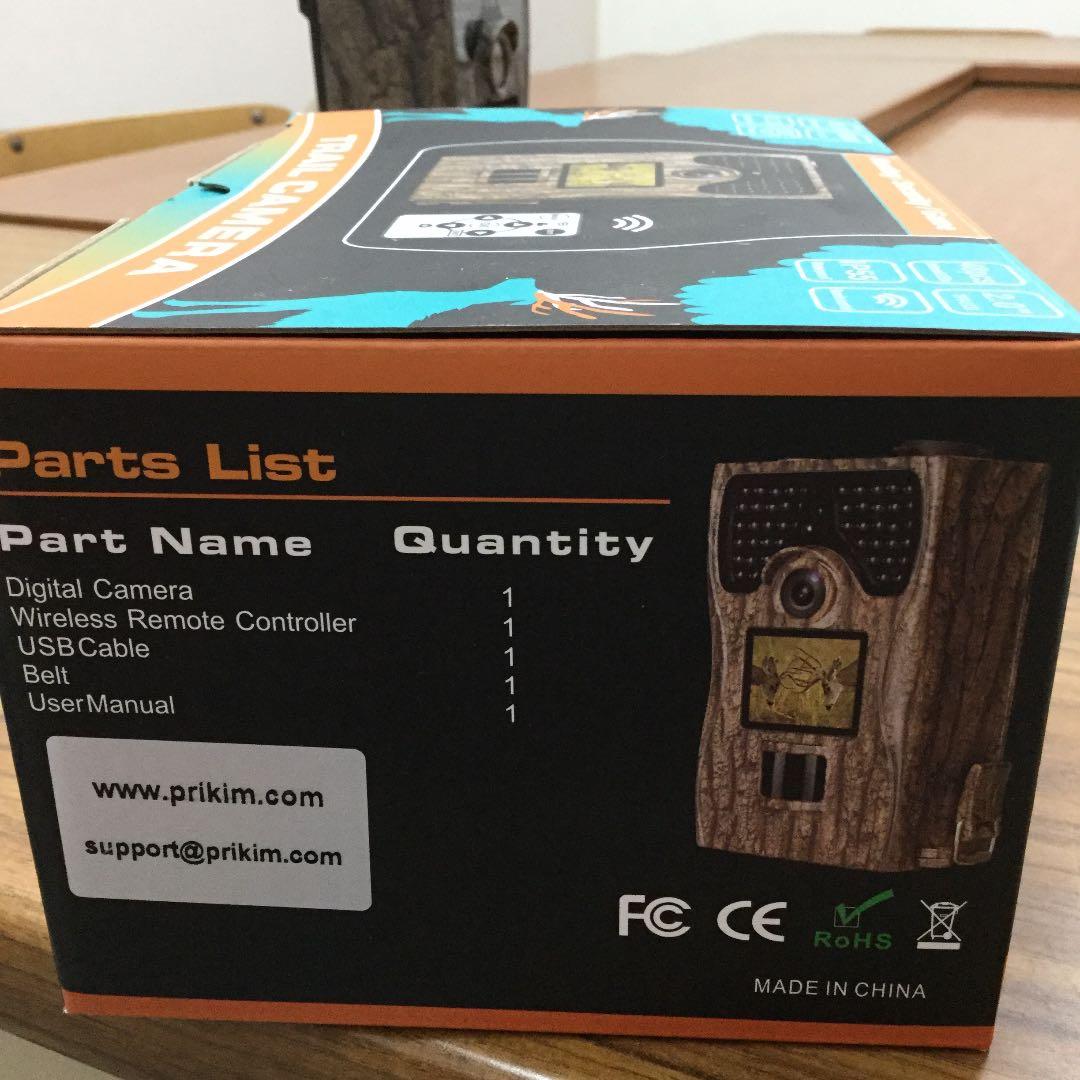 TRAIL CAMERA
IP55
Parts List
Part Name Quantity
Digital Camera 1
Wireless Remote Controller 1
USB Cable 1
Belt 1
User Manual 1
www.prikim.com
support@prikim.com
FC CE RoHS
MADE IN CHINA